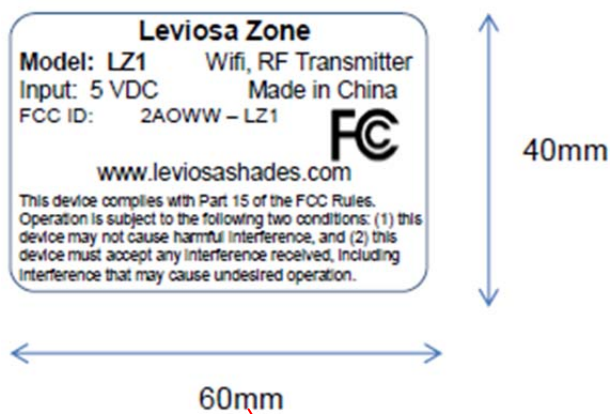 Leviosa Zone
Model: LZ1 Wifi, RF Transmitter
Input: 5 VDC Made in China
FCC ID: 2AOWW – LZ1
FC
www.leviosashades.com
This device complies with Part 15 of the FCC Rules.
Operation is subject to the following two conditions: (1) this
device may not cause harmful interference, and (2) this
device must accept any interference received, including
interference that may cause undesired operation.
40mm
60mm